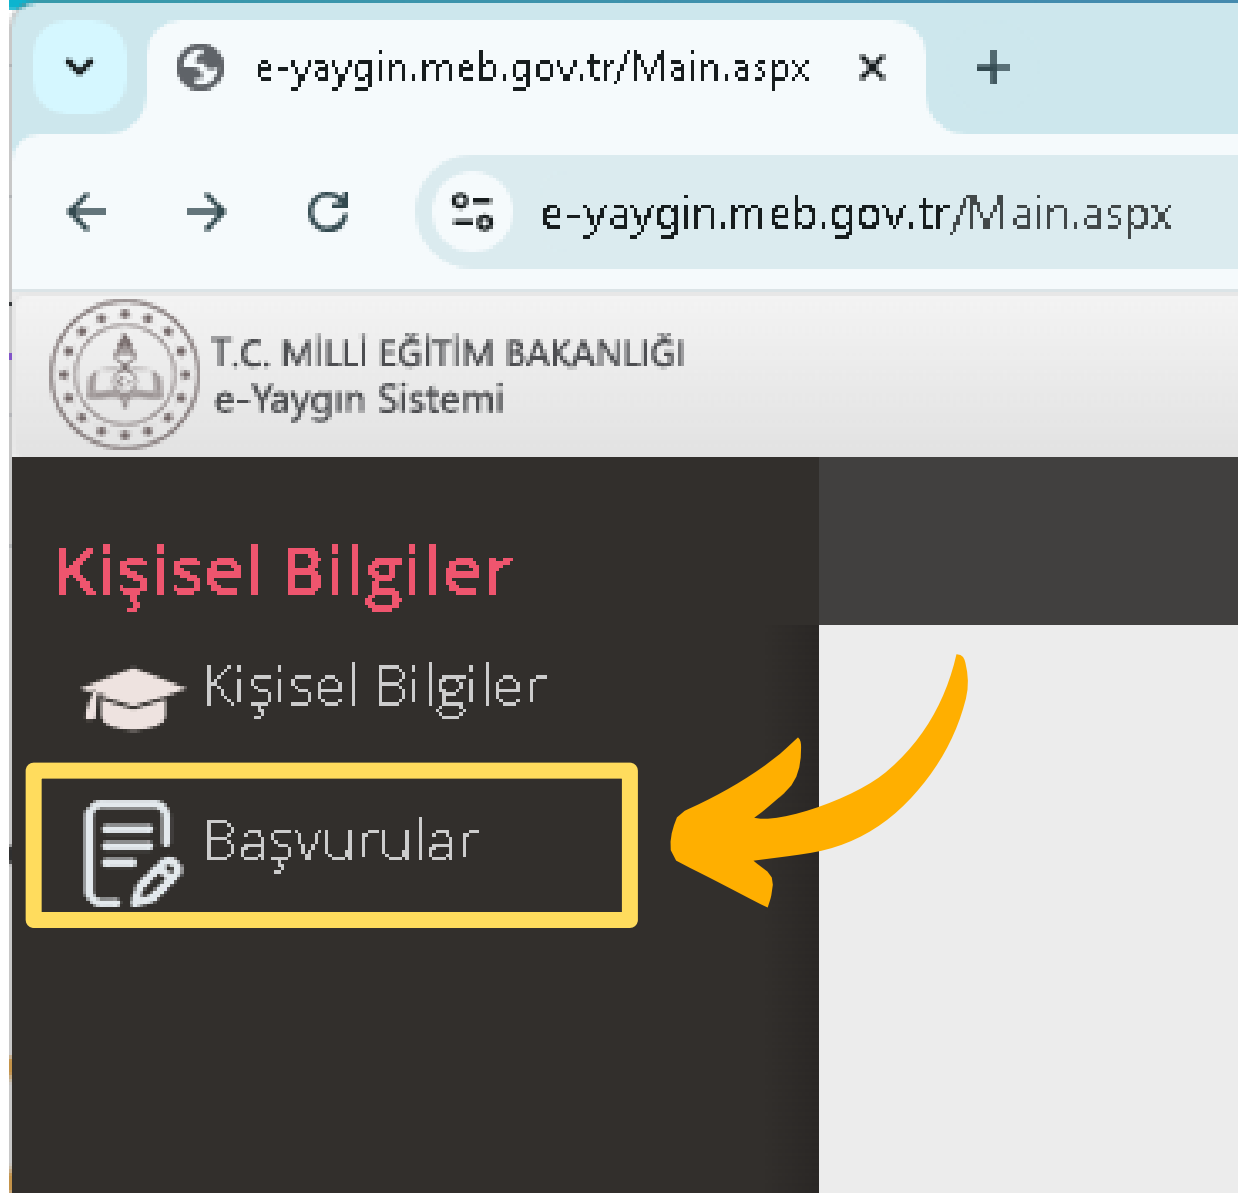 e-yaygin.meb.gov.tr/Main.aspx
e-yaygin.meb.gov.tr/Main.aspx
T.C. MİLLİ EĞİTİM BAKANLIĞI
e-Yaygın Sistemi
Kişisel Bilgiler
Kişisel Bilgiler
Başvurular